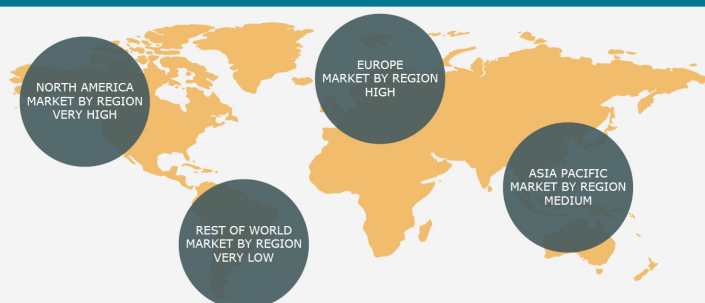 NORTH AMERICA
MARKET BY REGION
VERY HIGH
EUROPE
MARKET BY REGION
HIGH
ASIA PACIFIC
MARKET BY REGION
MEDIUM
REST OF WORLD
MARKET BY REGION
VERY LOW